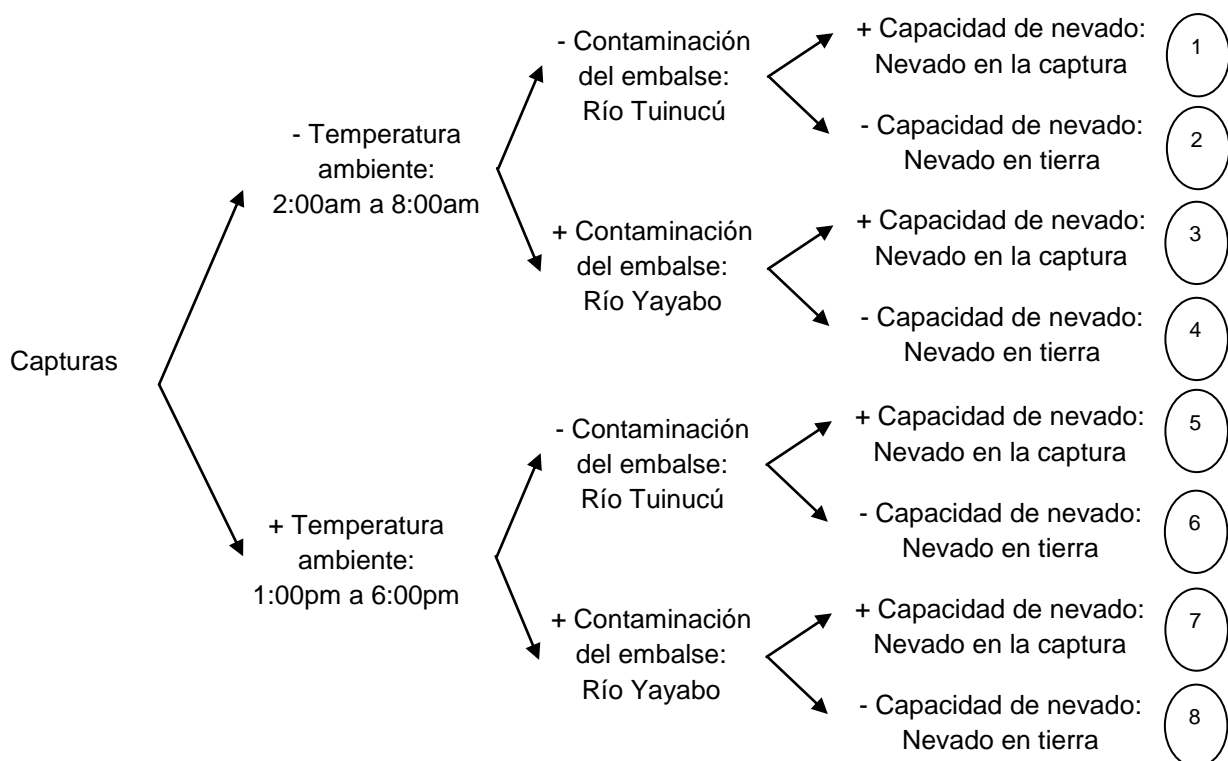 - Contaminación
del embalse:
Río Tuinucú
+ Capacidad de nevado:
Nevado en la captura
1
- Capacidad de nevado:
Nevado en tierra
2
- Temperatura
ambiente:
2:00am a 8:00am
+ Contaminación
del embalse:
Río Yayabo
+ Capacidad de nevado:
Nevado en la captura
3
- Capacidad de nevado:
Nevado en tierra
4
Capturas
- Contaminación
del embalse:
Río Tuinucú
+ Capacidad de nevado:
Nevado en la captura
5
- Capacidad de nevado:
Nevado en tierra
6
+ Temperatura
ambiente:
1:00pm a 6:00pm
+ Contaminación
del embalse:
Río Yayabo
+ Capacidad de nevado:
Nevado en la captura
7
- Capacidad de nevado:
Nevado en tierra
8